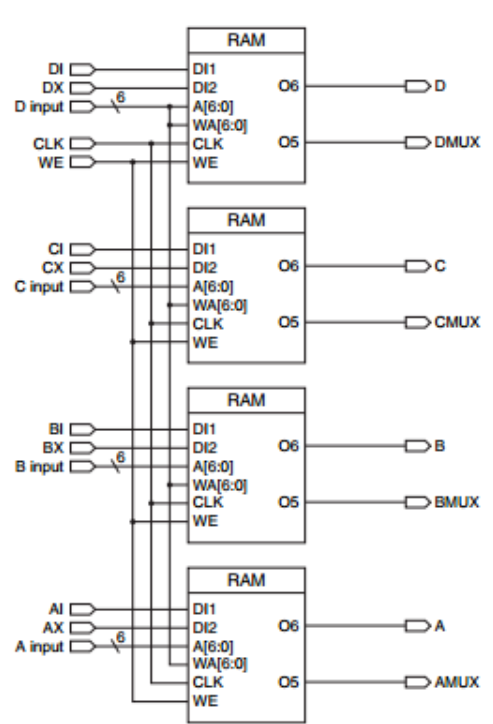 RAM
DI
DI1
DX
DI2
O6
D
D input
6
A[6:0]
WA[6:0]
CLK
CLK
O5
DMUX
WE
WE
RAM
CI
DI1
CX
DI2
O6
C
C input
6
A[6:0]
WA[6:0]
CLK
O5
CMUX
WE
RAM
BI
DI1
BX
DI2
O6
B
B input
6
A[6:0]
WA[6:0]
CLK
O5
BMUX
WE
RAM
AI
DI1
AX
DI2
O6
A
A input
6
A[6:0]
WA[6:0]
CLK
O5
AMUX
WE